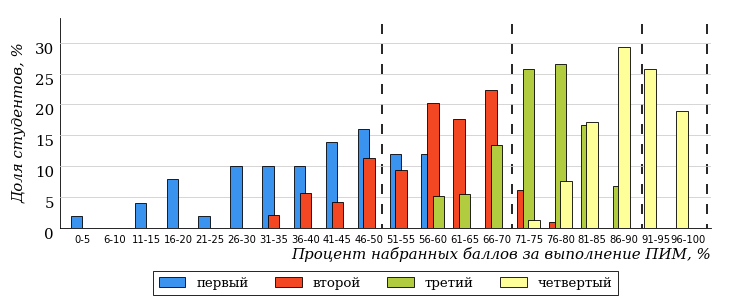 Доля студентов, %
30
25
20
15
10
5
0
0-5 6-10 11-15 16-20 21-25 26-30 31-35 36-40 41-45 46-50 51-55 56-60 61-65 66-70 71-75 76-80 81-85 86-90 91-95 96-100
Процент набранных баллов за выполнение ПИМ, %
первый второй третий четвертый